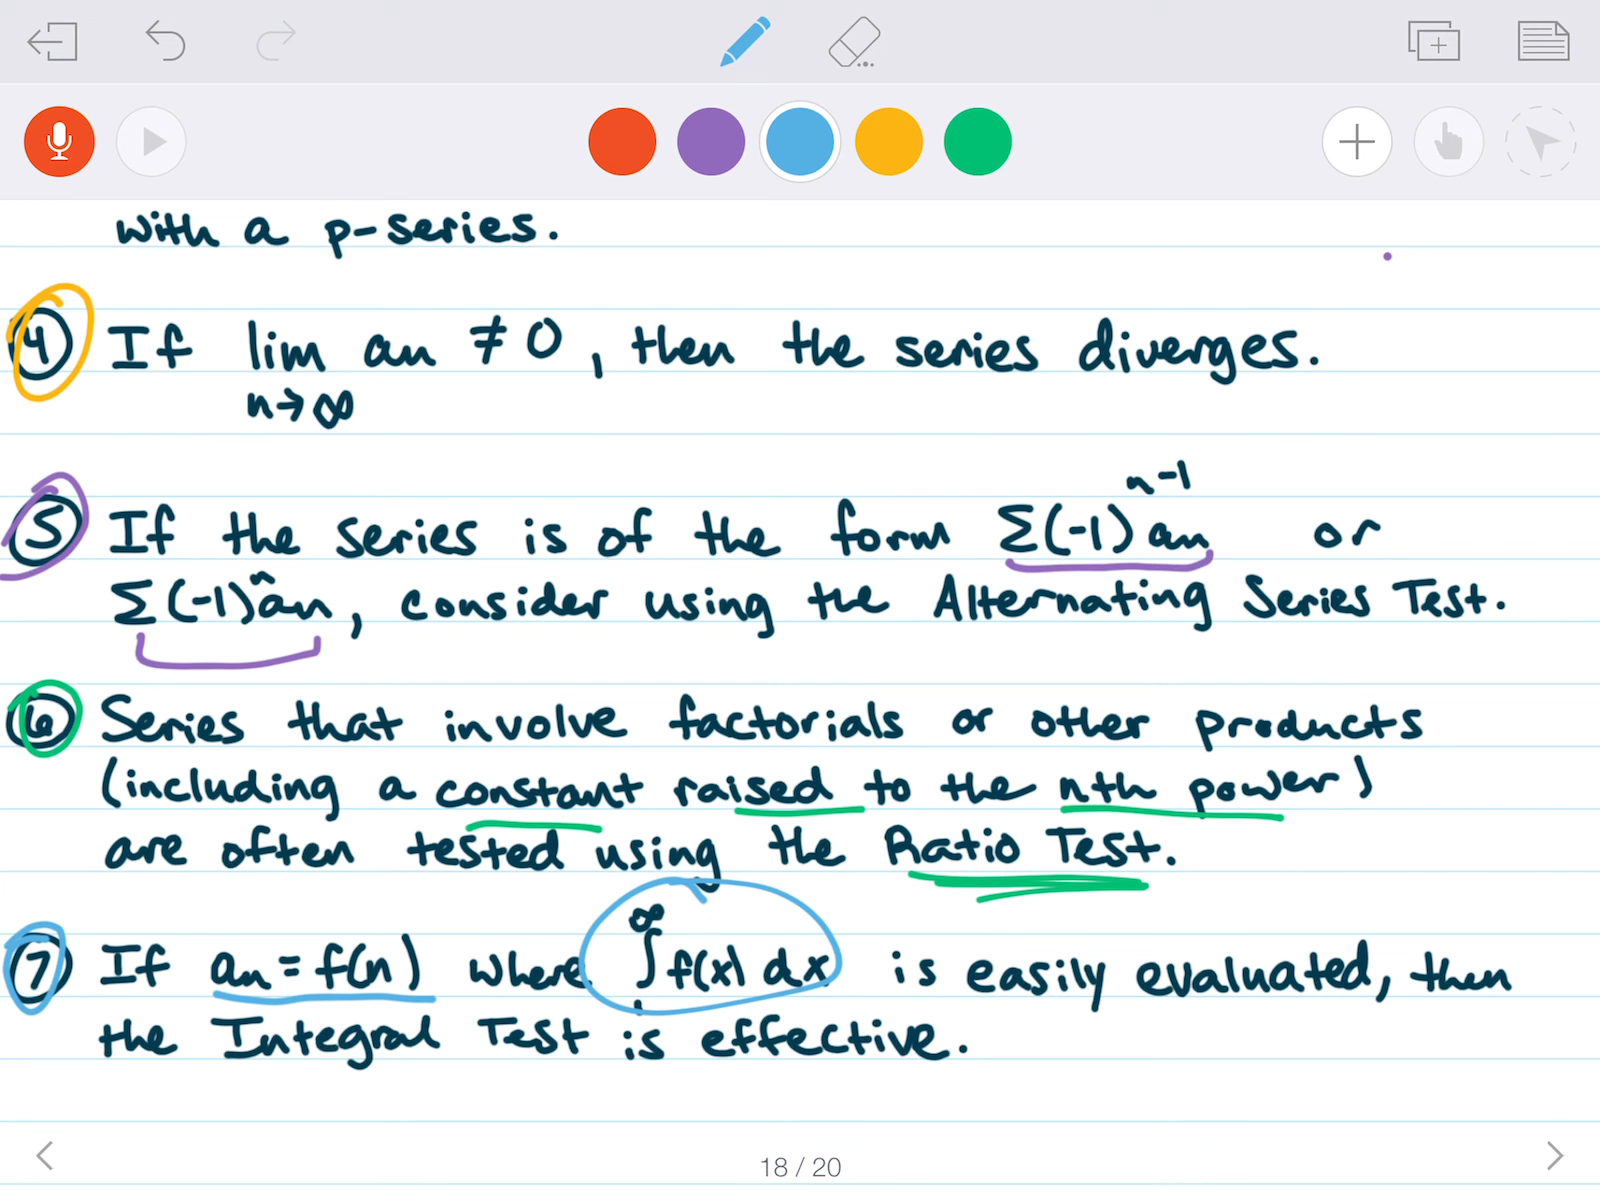 with a p-series.
④ If lim an ≠ 0, then the series diverges.
n→∞
⑤ If the series is of the form Σ(-1)ⁿ⁻¹an or
Σ(-1)ⁿan, consider using the Alternating Series Test.
⑥ Series that involve factorials or other products
(including a constant raised to the nth power)
are often tested using the Ratio Test.
⑦ If an = f(n) where ∫₁^∞ f(x) dx is easily evaluated, then
the Integral Test is effective.
18 / 20